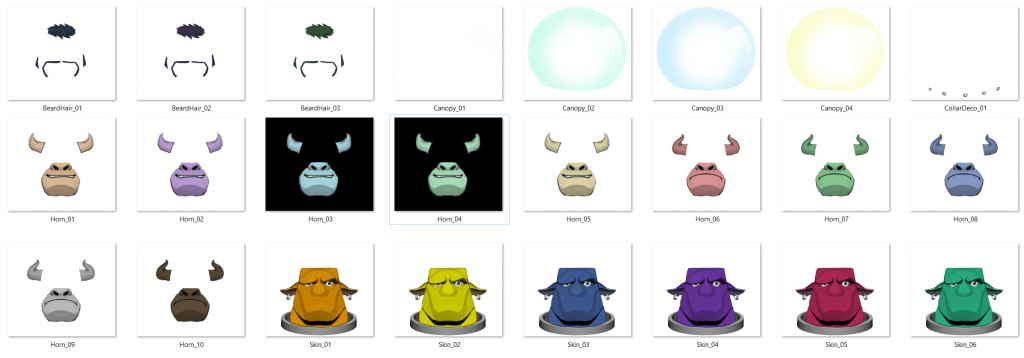 BeardHair_01
BeardHair_02
BeardHair_03
Canopy_01
Canopy_02
Canopy_03
Canopy_04
CollarDeco_01
Horn_01
Horn_02
Horn_03
Horn_04
Horn_05
Horn_06
Horn_07
Horn_08
Horn_09
Horn_10
Skin_01
Skin_02
Skin_03
Skin_04
Skin_05
Skin_06